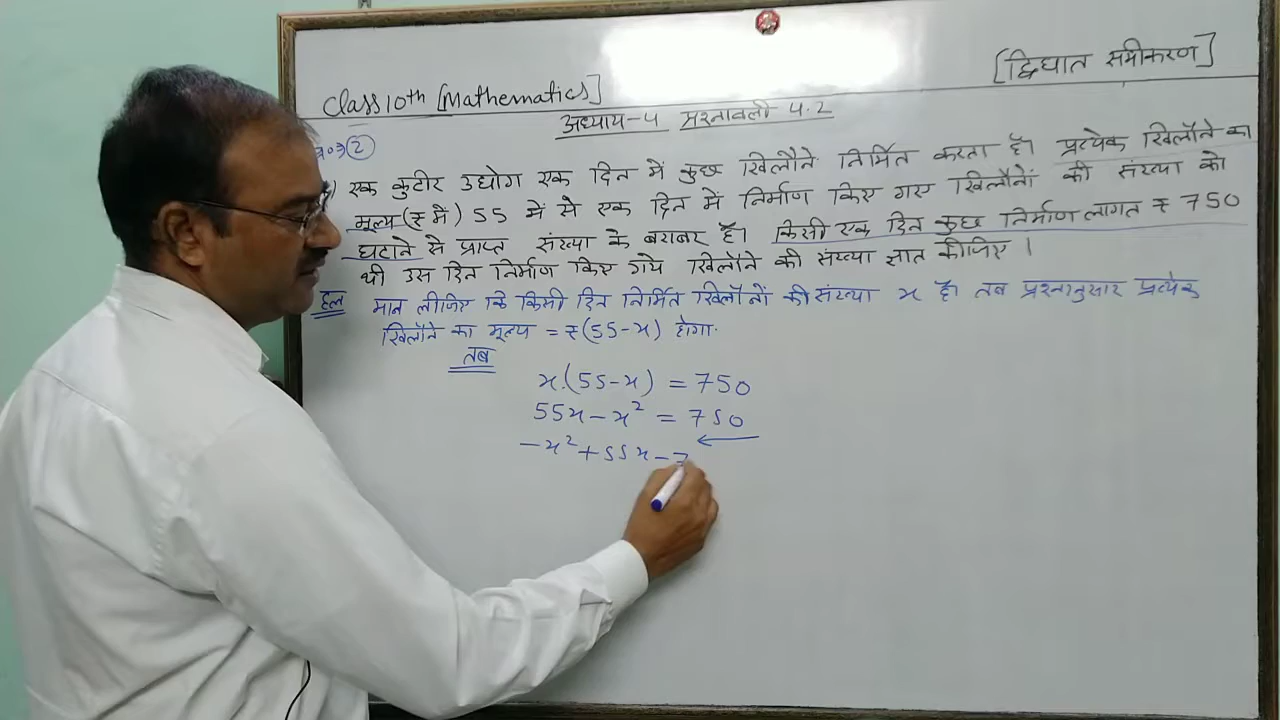 [द्विघात समीकरण]
Class 10th [Mathematics]
अध्याय-4 प्रश्नावली 4.2
प्र०⇒ 2
एक कुटीर उद्योग एक दिन में कुछ खिलौने निर्मित करता है। प्रत्येक खिलौने का
मूल्य (₹ में) 55 में से एक दिन में निर्माण किए गए खिलौनों की संख्या को
घटाने से प्राप्त संख्या के बराबर है। किसी एक दिन कुछ निर्माण लागत ₹ 750
थी उस दिन निर्माण किए गये खिलौने की संख्या ज्ञात कीजिए।
हल मान लीजिए कि किसी दिन निर्मित खिलौनों की संख्या x है। तब प्रश्नानुसार प्रत्येक
खिलौने का मूल्य = ₹(55-x) होगा.
तब
x.(55-x) = 750
55x - x² = 750
-x² + 55x - 7